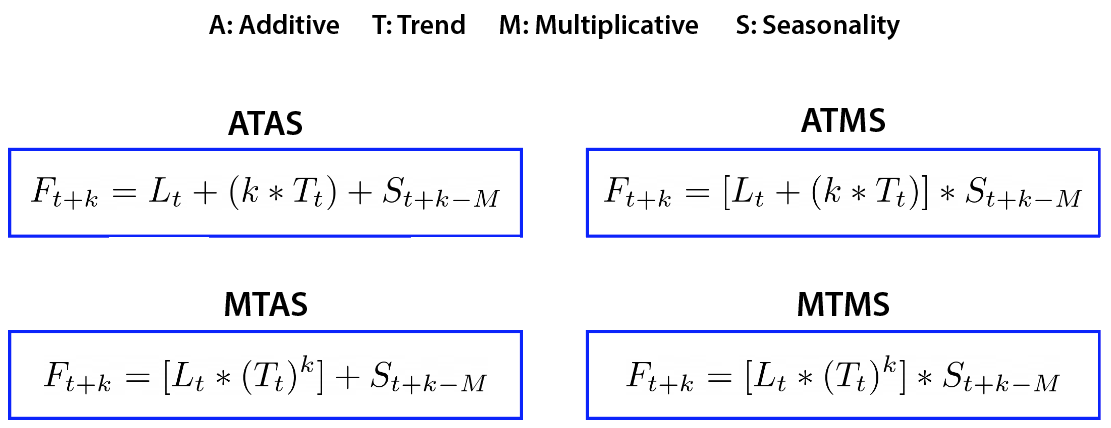 A: Additive T: Trend M: Multiplicative S: Seasonality
ATAS
F_{t+k} = L_t + (k * T_t) + S_{t+k-M}
ATMS
F_{t+k} = [L_t + (k * T_t)] * S_{t+k-M}
MTAS
F_{t+k} = [L_t * (T_t)^k] + S_{t+k-M}
MTMS
F_{t+k} = [L_t * (T_t)^k] * S_{t+k-M}